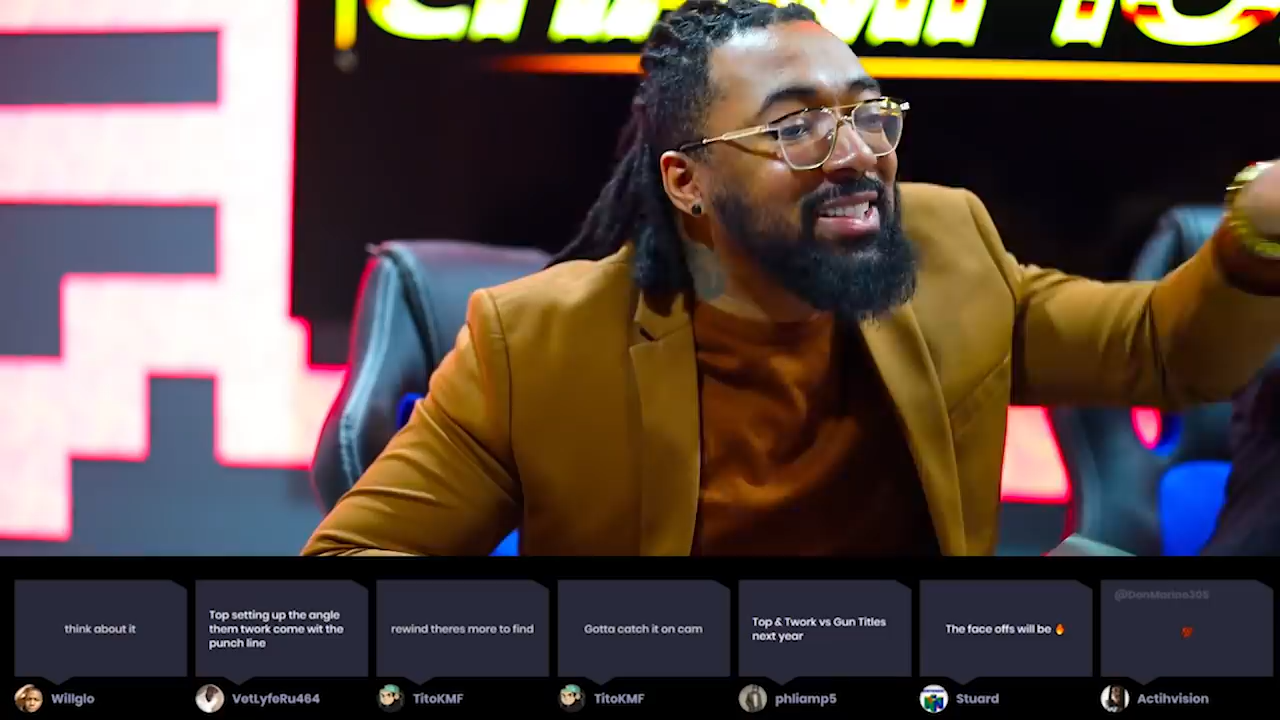 CHAMPION
think about it
Top setting up the angle
them twork come wit the
punch line
rewind theres more to find
Gotta catch it on cam
Top & Twork vs Gun Titles
next year
The face offs will be 🔥
@DonMarino305
💯
Willglo
VetLyfeRu464
TitoKMF
TitoKMF
phliamp5
Stuard
Actihvision